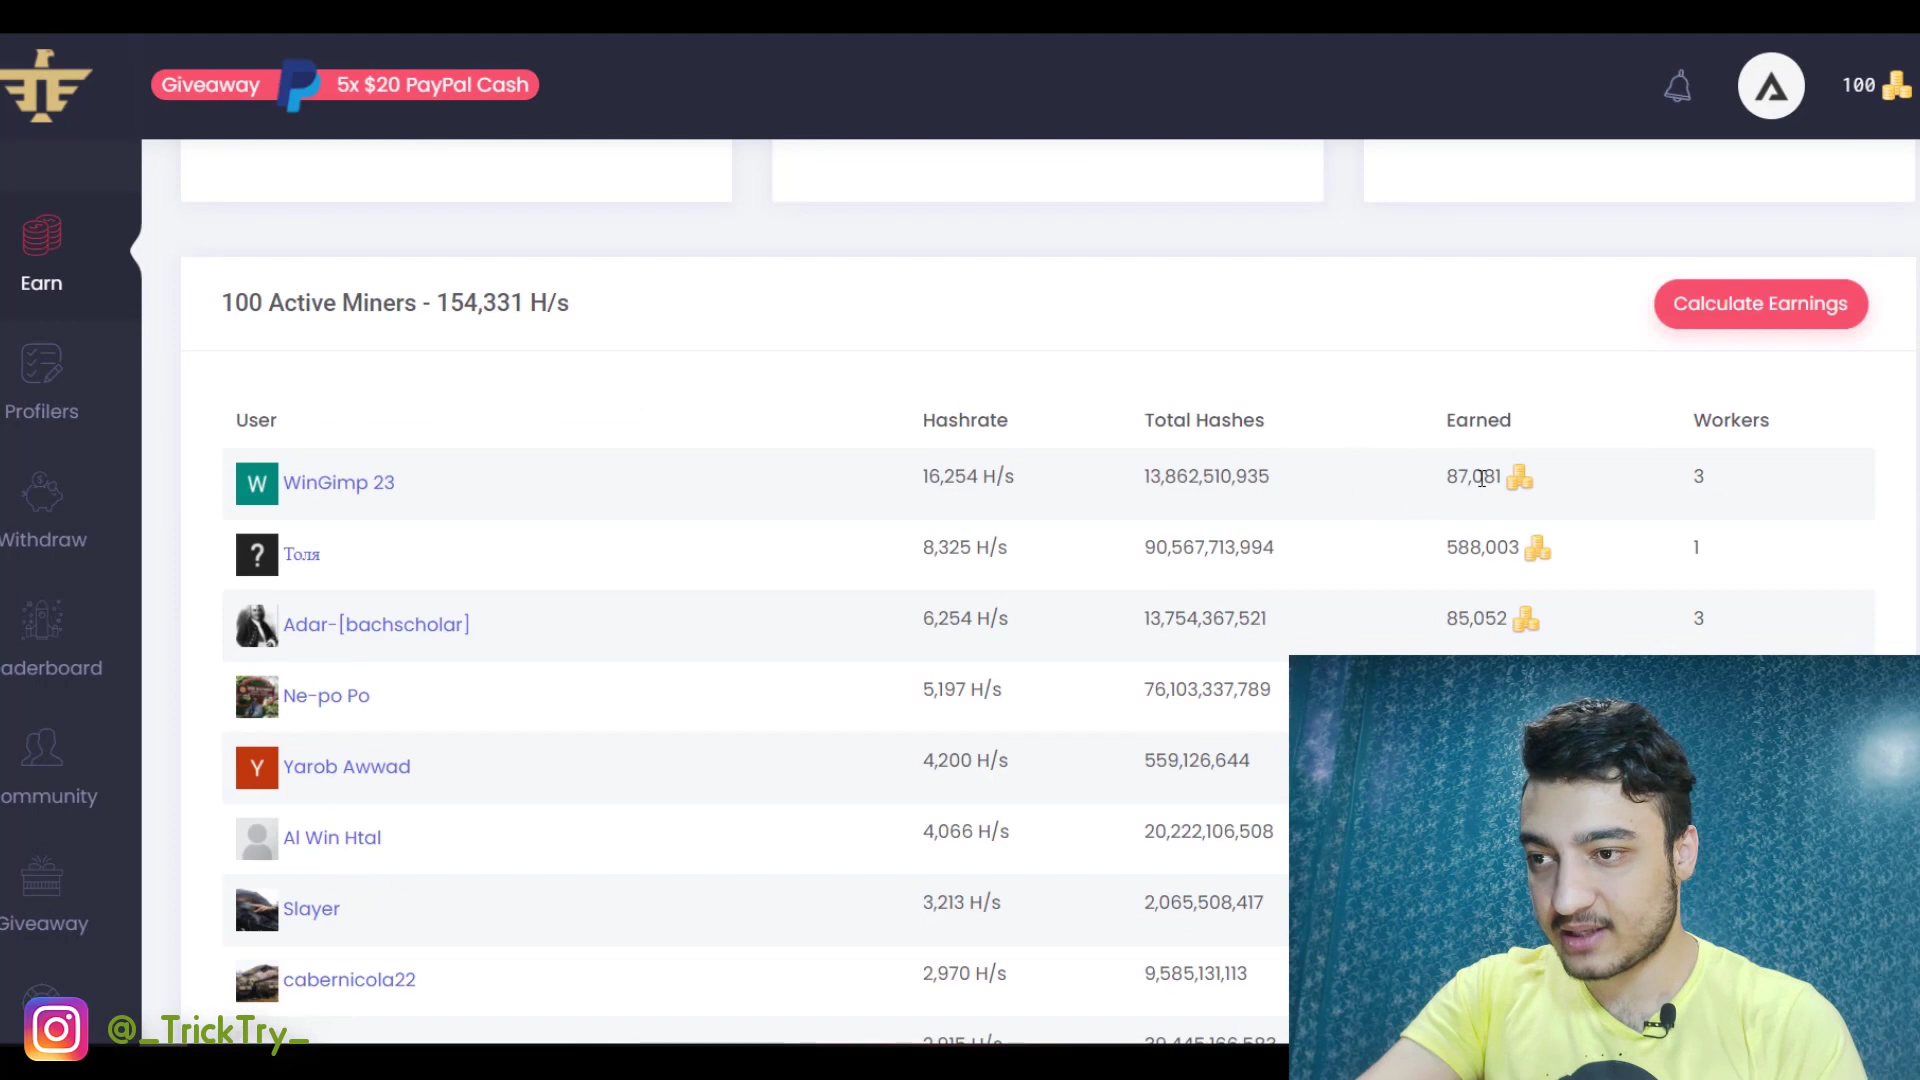 Giveaway 5x $20 PayPal Cash
100
Earn
Profilers
Withdraw
aderboard
ommunity
Giveaway
100 Active Miners - 154,331 H/s
Calculate Earnings
User Hashrate Total Hashes Earned Workers
W WinGimp 23 16,254 H/s 13,862,510,935 87,081 3
? Толя 8,325 H/s 90,567,713,994 588,003 1
Adar-[bachscholar] 6,254 H/s 13,754,367,521 85,052 3
Ne-po Po 5,197 H/s 76,103,337,789
Y Yarob Awwad 4,200 H/s 559,126,644
Al Win Htal 4,066 H/s 20,222,106,508
Slayer 3,213 H/s 2,065,508,417
cabernicola22 2,970 H/s 9,585,131,113
@_TrickTry_